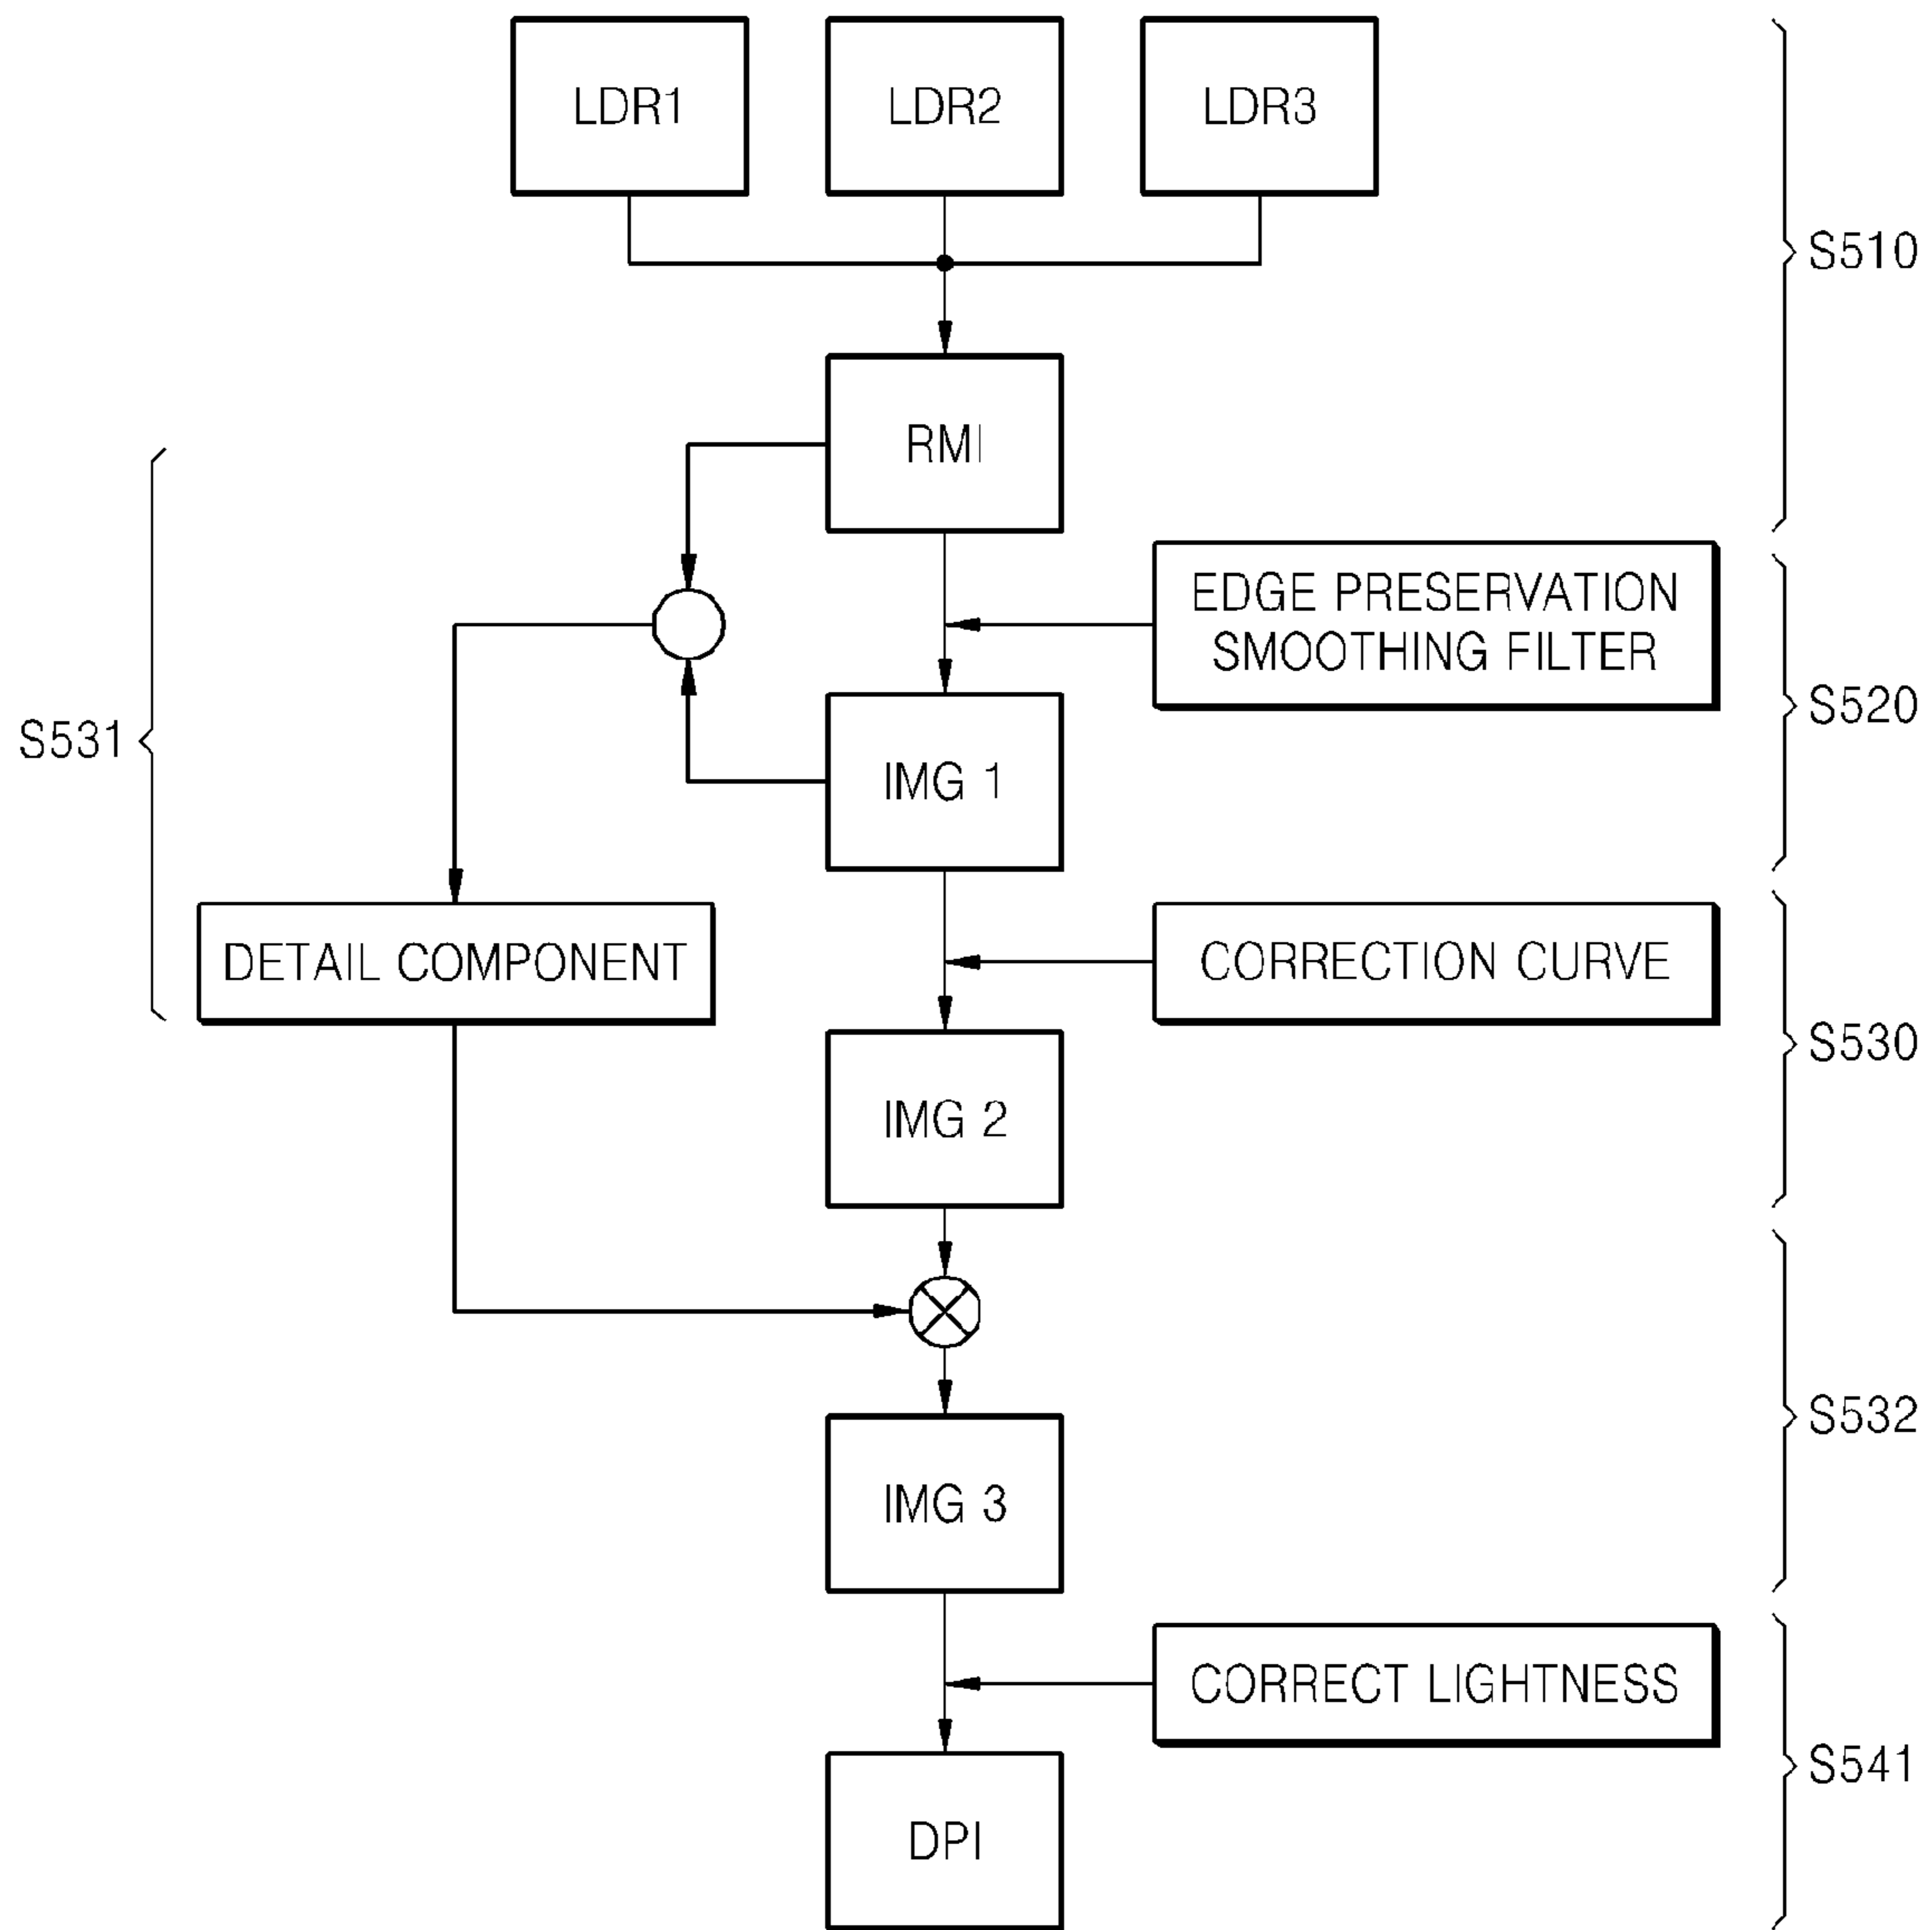 LDR1
LDR2
LDR3
S510
RMI
EDGE PRESERVATION
SMOOTHING FILTER
S520
S531
IMG 1
DETAIL COMPONENT
CORRECTION CURVE
S530
IMG 2
S532
IMG 3
CORRECT LIGHTNESS
S541
DPI